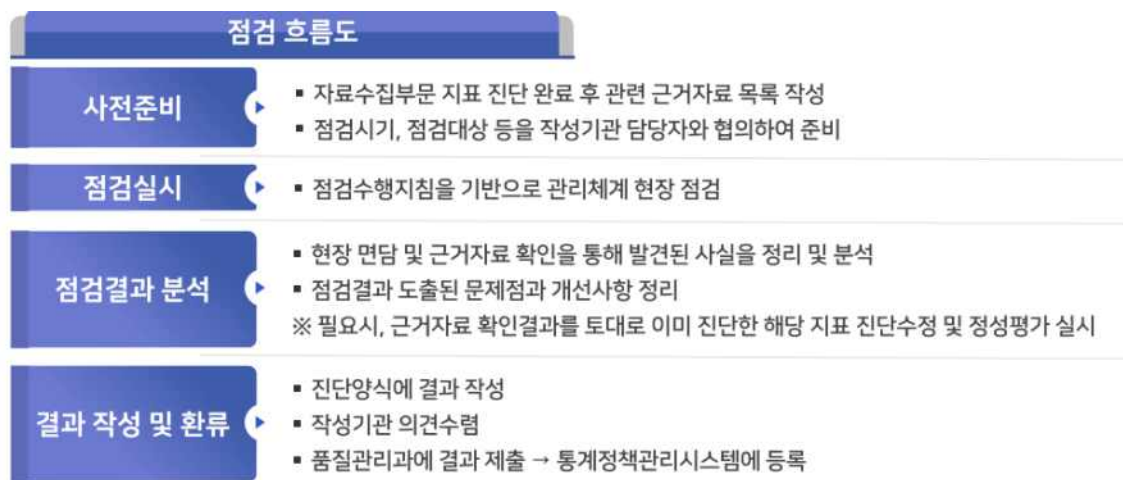 점검 흐름도
사전준비
▪ 자료수집부문 지표 진단 완료 후 관련 근거자료 목록 작성
▪ 점검시기, 점검대상 등을 작성기관 담당자와 협의하여 준비
점검실시
▪ 점검수행지침을 기반으로 관리체계 현장 점검
점검결과 분석
▪ 현장 면담 및 근거자료 확인을 통해 발견된 사실을 정리 및 분석
▪ 점검결과 도출된 문제점과 개선사항 정리
※ 필요시, 근거자료 확인결과를 토대로 이미 진단한 해당 지표 진단수정 및 정성평가 실시
결과 작성 및 환류
▪ 진단양식에 결과 작성
▪ 작성기관 의견수렴
▪ 품질관리과에 결과 제출 → 통계정책관리시스템에 등록